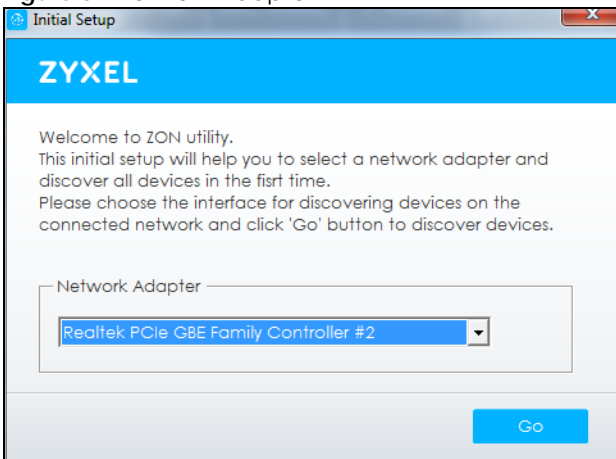 Initial Setup
ZYXEL
Welcome to ZON utility.
This initial setup will help you to select a network adapter and
discover all devices in the fisrt time.
Please choose the interface for discovering devices on the
connected network and click 'Go' button to discover devices.
Network Adapter
Realtek PCIe GBE Family Controller #2
Go